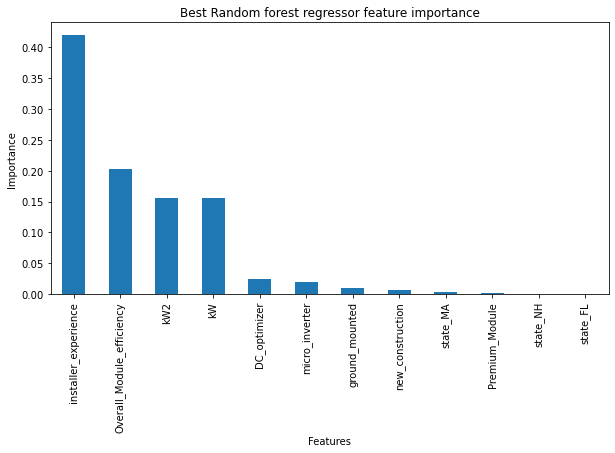 Best Random forest regressor feature importance
Importance
0.40
0.35
0.30
0.25
0.20
0.15
0.10
0.05
0.00
installer_experience
Overall_Module_efficiency
kW2
kW
DC_optimizer
micro_inverter
ground_mounted
new_construction
state_MA
Premium_Module
state_NH
state_FL
Features